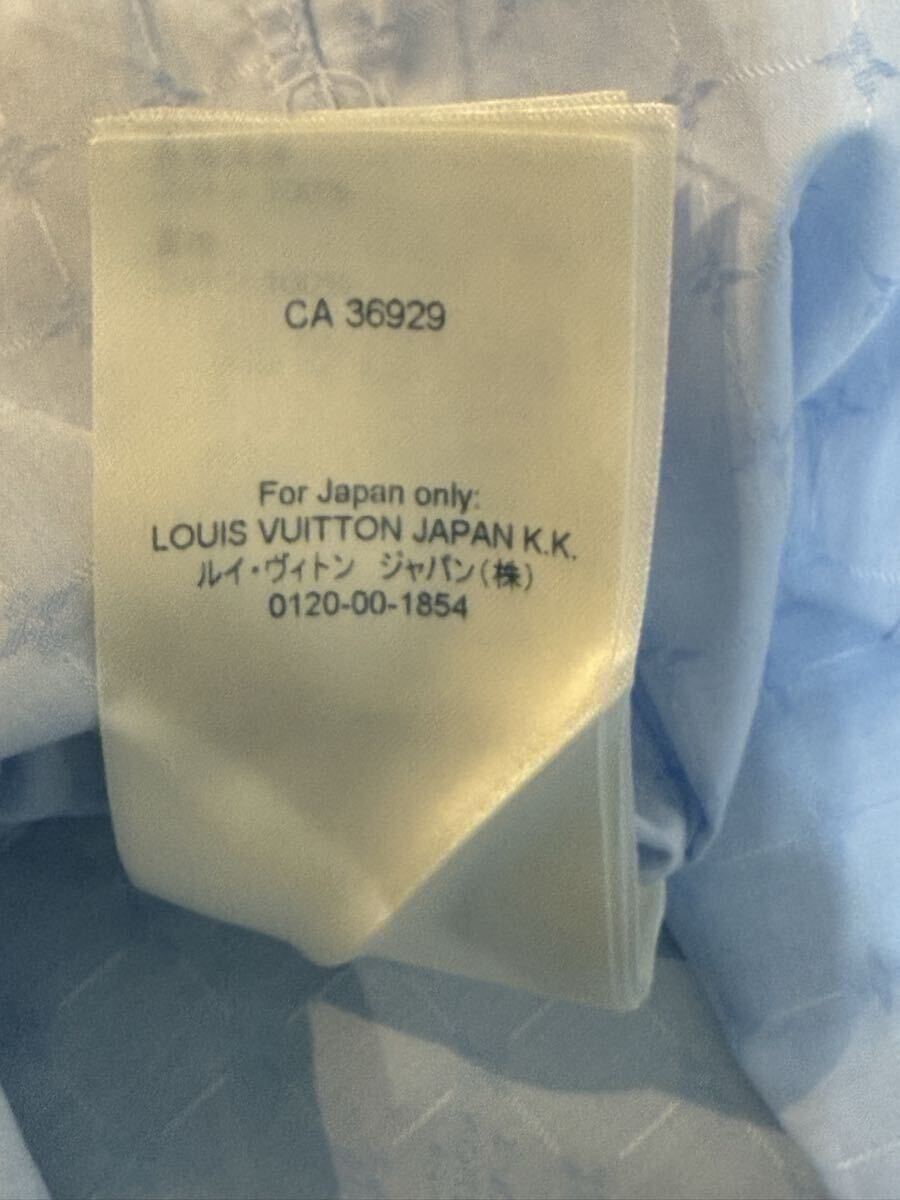 CA 36929
For Japan only:
LOUIS VUITTON JAPAN K.K.
ルイ・ヴィトン ジャパン(株)
0120-00-1854